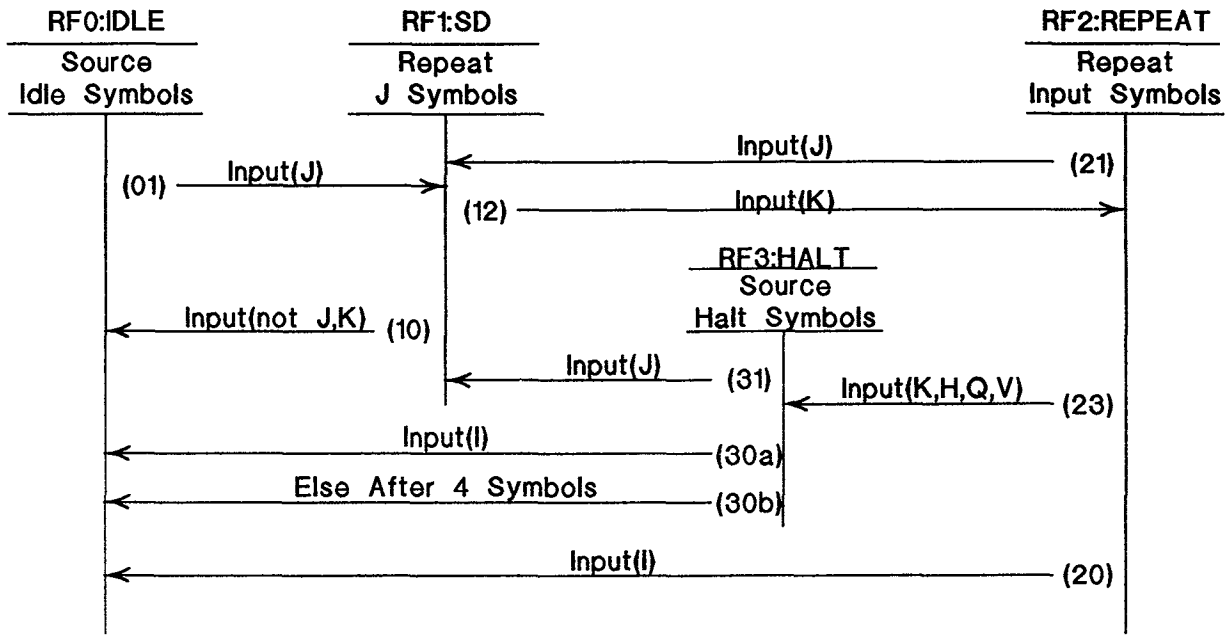 RF0:IDLE
Source
Idle Symbols
RF1:SD
Repeat
J Symbols
RF2:REPEAT
Repeat
Input Symbols
Input(J)
(21)
(01)
Input(J)
(12)
Input(K)
RF3:HALT
Source
Halt Symbols
Input(not J,K)
(10)
Input(J)
(31)
Input(K,H,Q,V)
(23)
Input(I)
(30a)
Else After 4 Symbols
(30b)
Input(I)
(20)